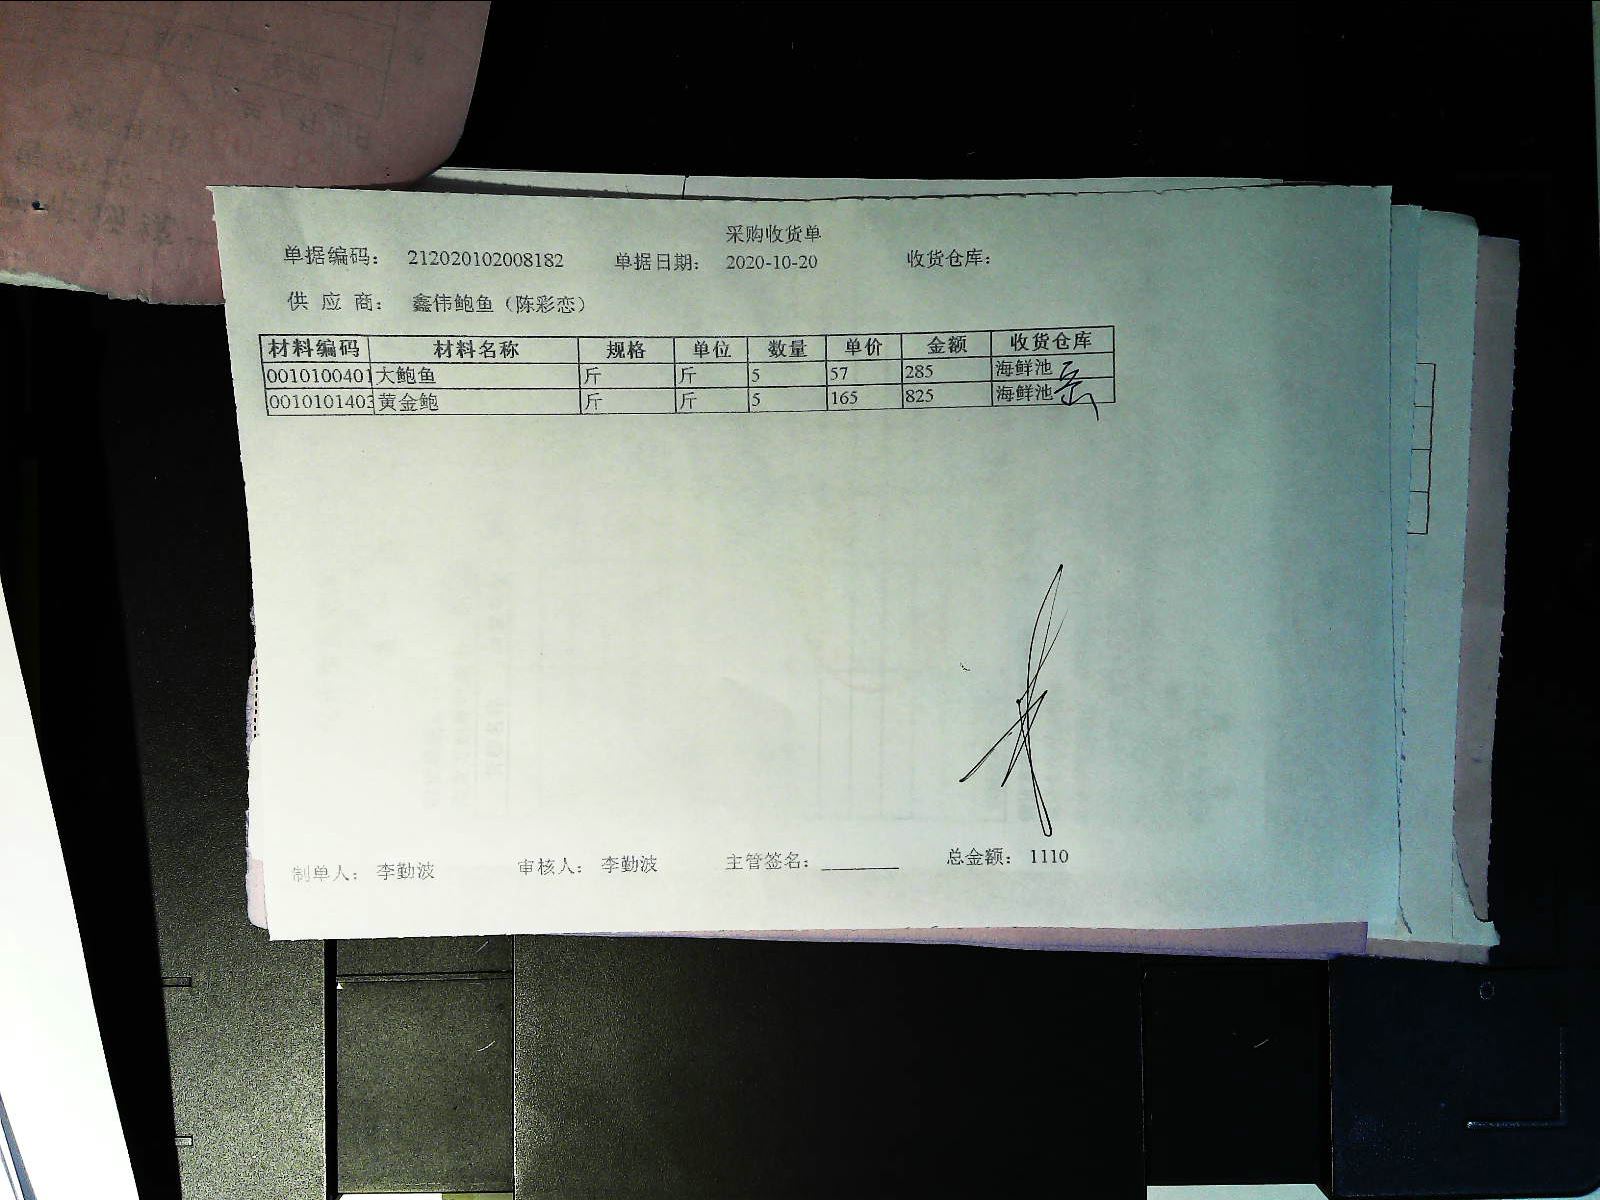 采购收货单
单据编码： 212020102008182 单据日期： 2020-10-20 收货仓库：
供 应 商： 鑫伟鲍鱼（陈彩恋）
材料编码 材料名称 规格 单位 数量 单价 金额 收货仓库
0010100401 大鲍鱼 斤 斤 5 57 285 海鲜池
0010101403 黄金鲍 斤 斤 5 165 825 海鲜池
制单人： 李勤波 审核人： 李勤波 主管签名： 总金额： 1110